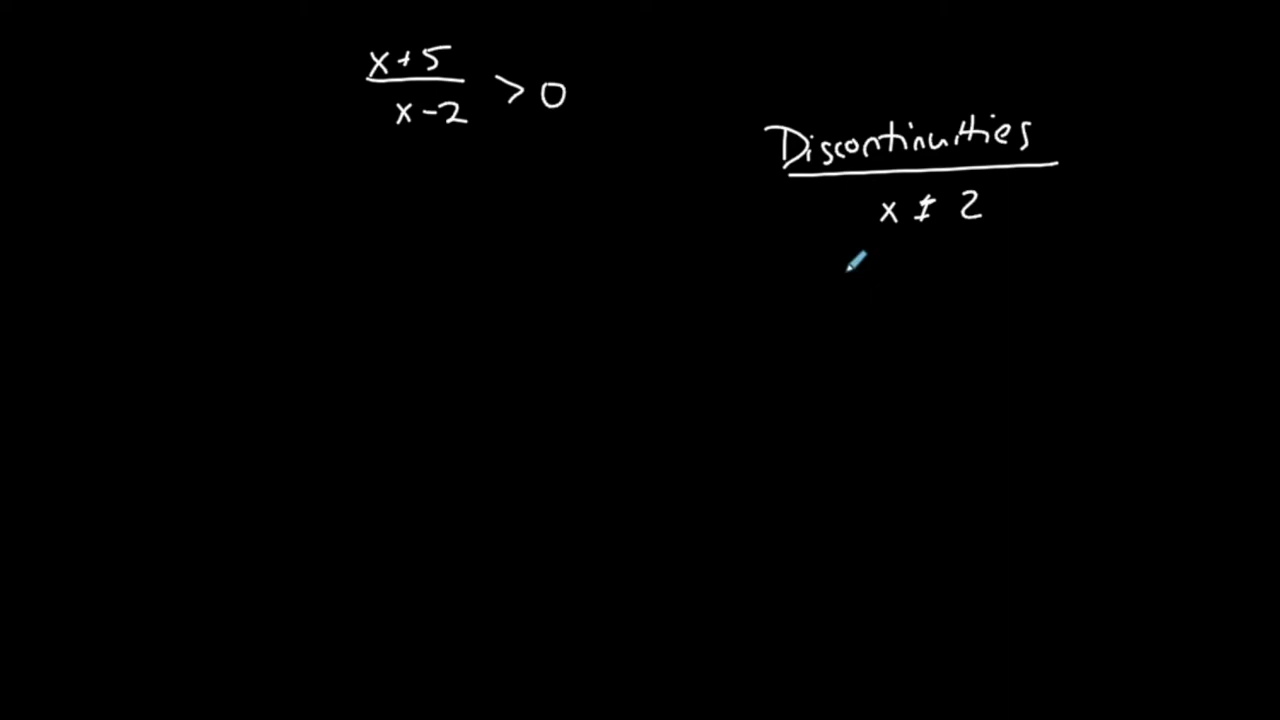 x+5
x-2 > 0
Discontinuities
x ≠ 2